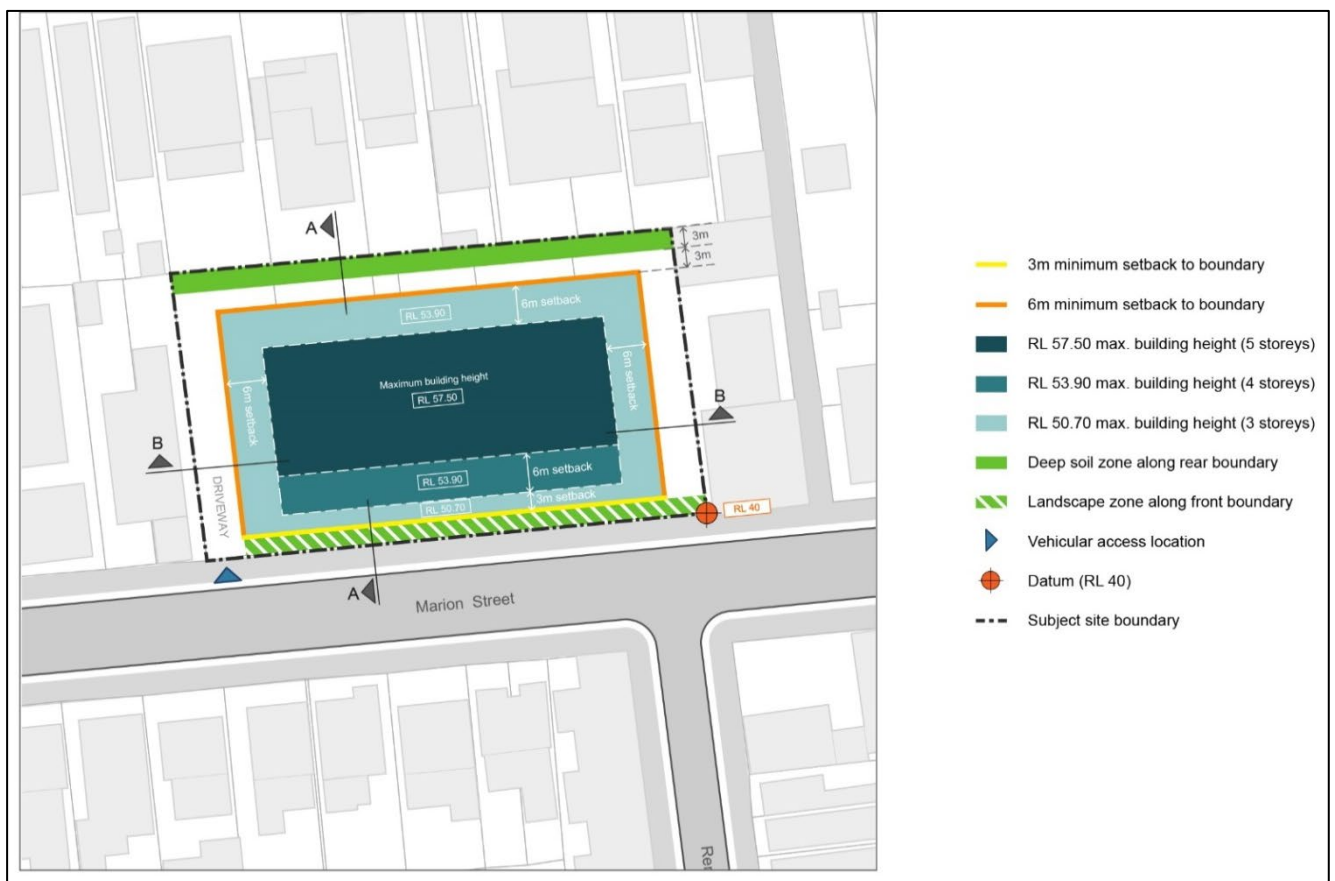 A
3m
3m
RL 53.90
6m setback
Maximum building height
RL 57.50
6m setback
6m setback
B
B
6m setback
RL 53.90
3m setback
RL 50.70
DRIVEWAY
RL 40
A
Marion Street
3m minimum setback to boundary
6m minimum setback to boundary
RL 57.50 max. building height (5 storeys)
RL 53.90 max. building height (4 storeys)
RL 50.70 max. building height (3 storeys)
Deep soil zone along rear boundary
Landscape zone along front boundary
Vehicular access location
Datum (RL 40)
Subject site boundary